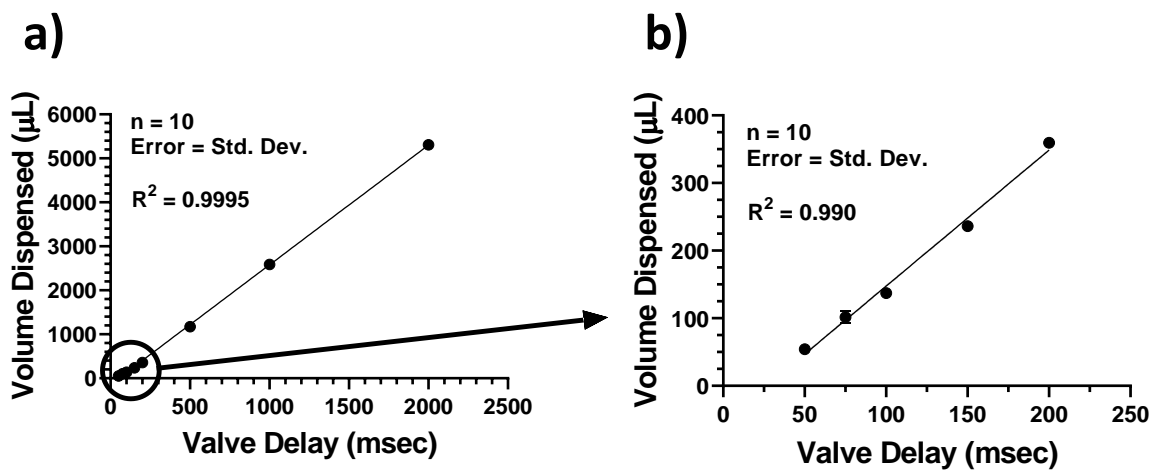 a)
n = 10
Error = Std. Dev.
R² = 0.9995
Volume Dispensed (µL)
6000
5000
4000
3000
2000
1000
0
0 500 1000 1500 2000 2500
Valve Delay (msec)
b)
n = 10
Error = Std. Dev.
R² = 0.990
Volume Dispensed (µL)
400
300
200
100
0
0 50 100 150 200 250
Valve Delay (msec)